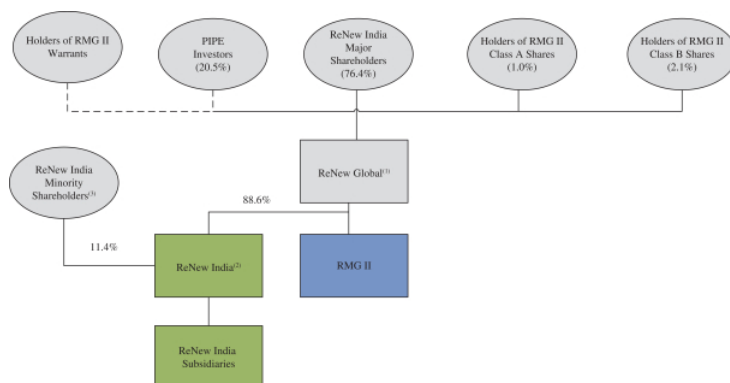 Holders of RMG II
Warrants
PIPE
Investors
(20.5%)
ReNew India
Major
Shareholders
(76.4%)
Holders of RMG II
Class A Shares
(1.0%)
Holders of RMG II
Class B Shares
(2.1%)
ReNew India
Minority
Shareholders⁽³⁾
ReNew Global⁽¹⁾
88.6%
11.4%
ReNew India⁽²⁾
RMG II
ReNew India
Subsidiaries